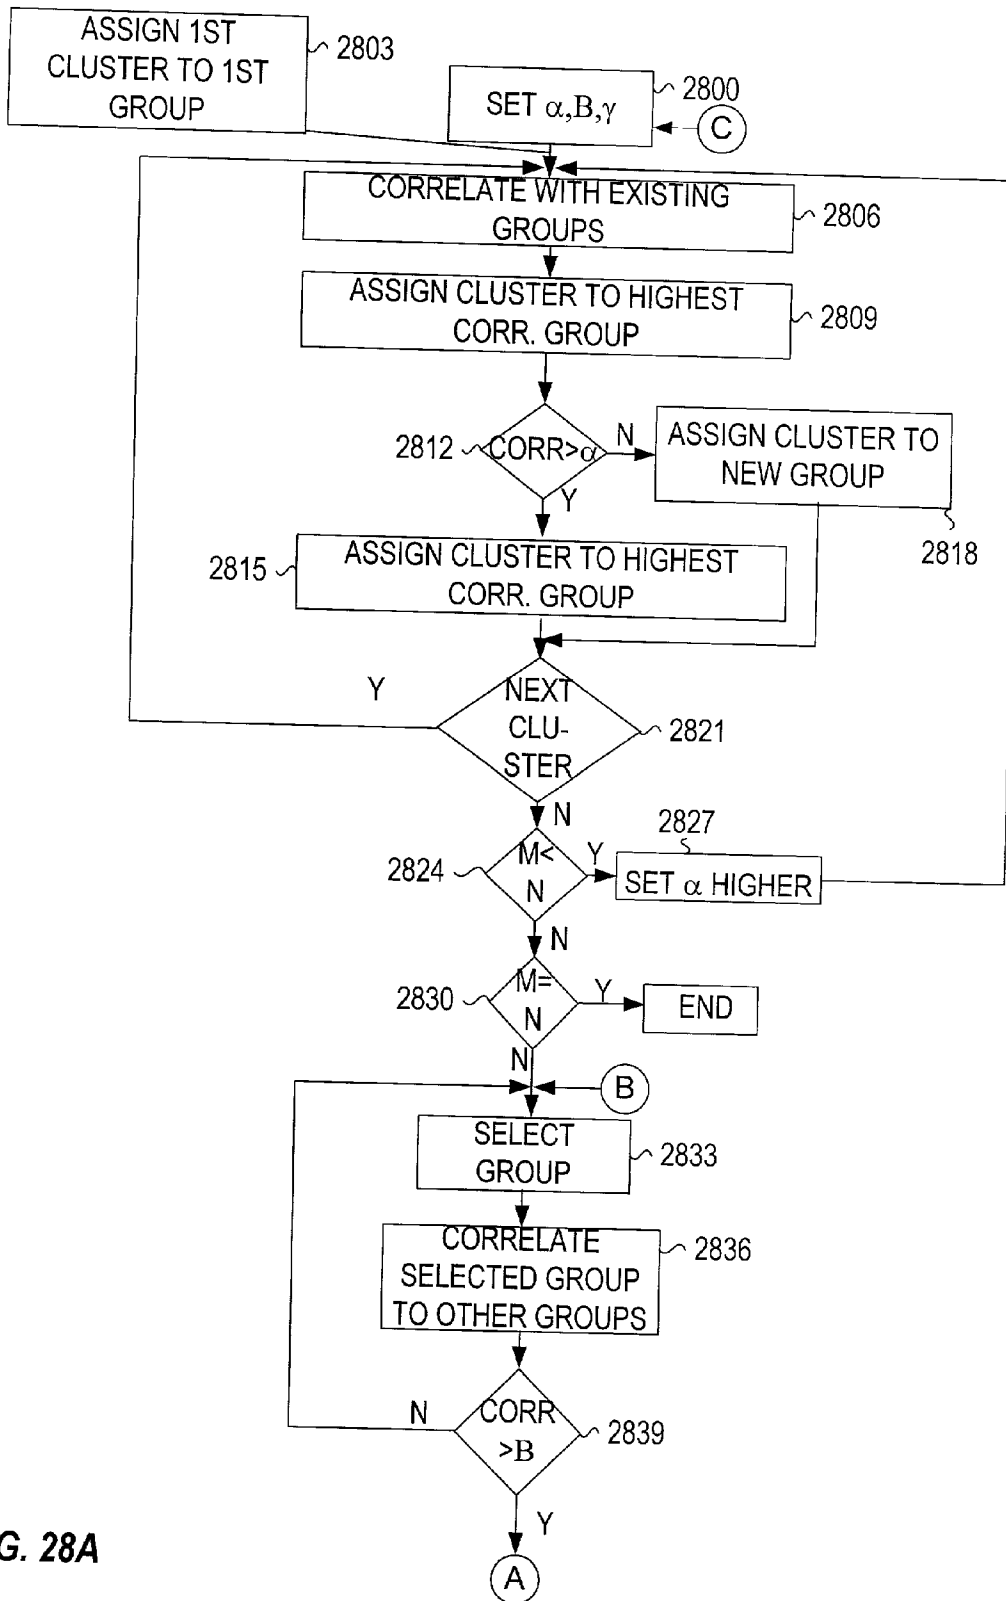 ASSIGN 1ST
CLUSTER TO 1ST
GROUP
2803
SET α,B,γ
2800
C
CORRELATE WITH EXISTING
GROUPS
2806
ASSIGN CLUSTER TO HIGHEST
CORR. GROUP
2809
2812
CORR>α
N
Y
ASSIGN CLUSTER TO
NEW GROUP
2818
2815
ASSIGN CLUSTER TO HIGHEST
CORR. GROUP
Y
NEXT
CLU-
STER
2821
N
2824
M<
N
Y
2827
SET α HIGHER
N
2830
M=
N
Y
END
N
B
SELECT
GROUP
2833
CORRELATE
SELECTED GROUP
TO OTHER GROUPS
2836
N
CORR
>B
2839
Y
A
G. 28A